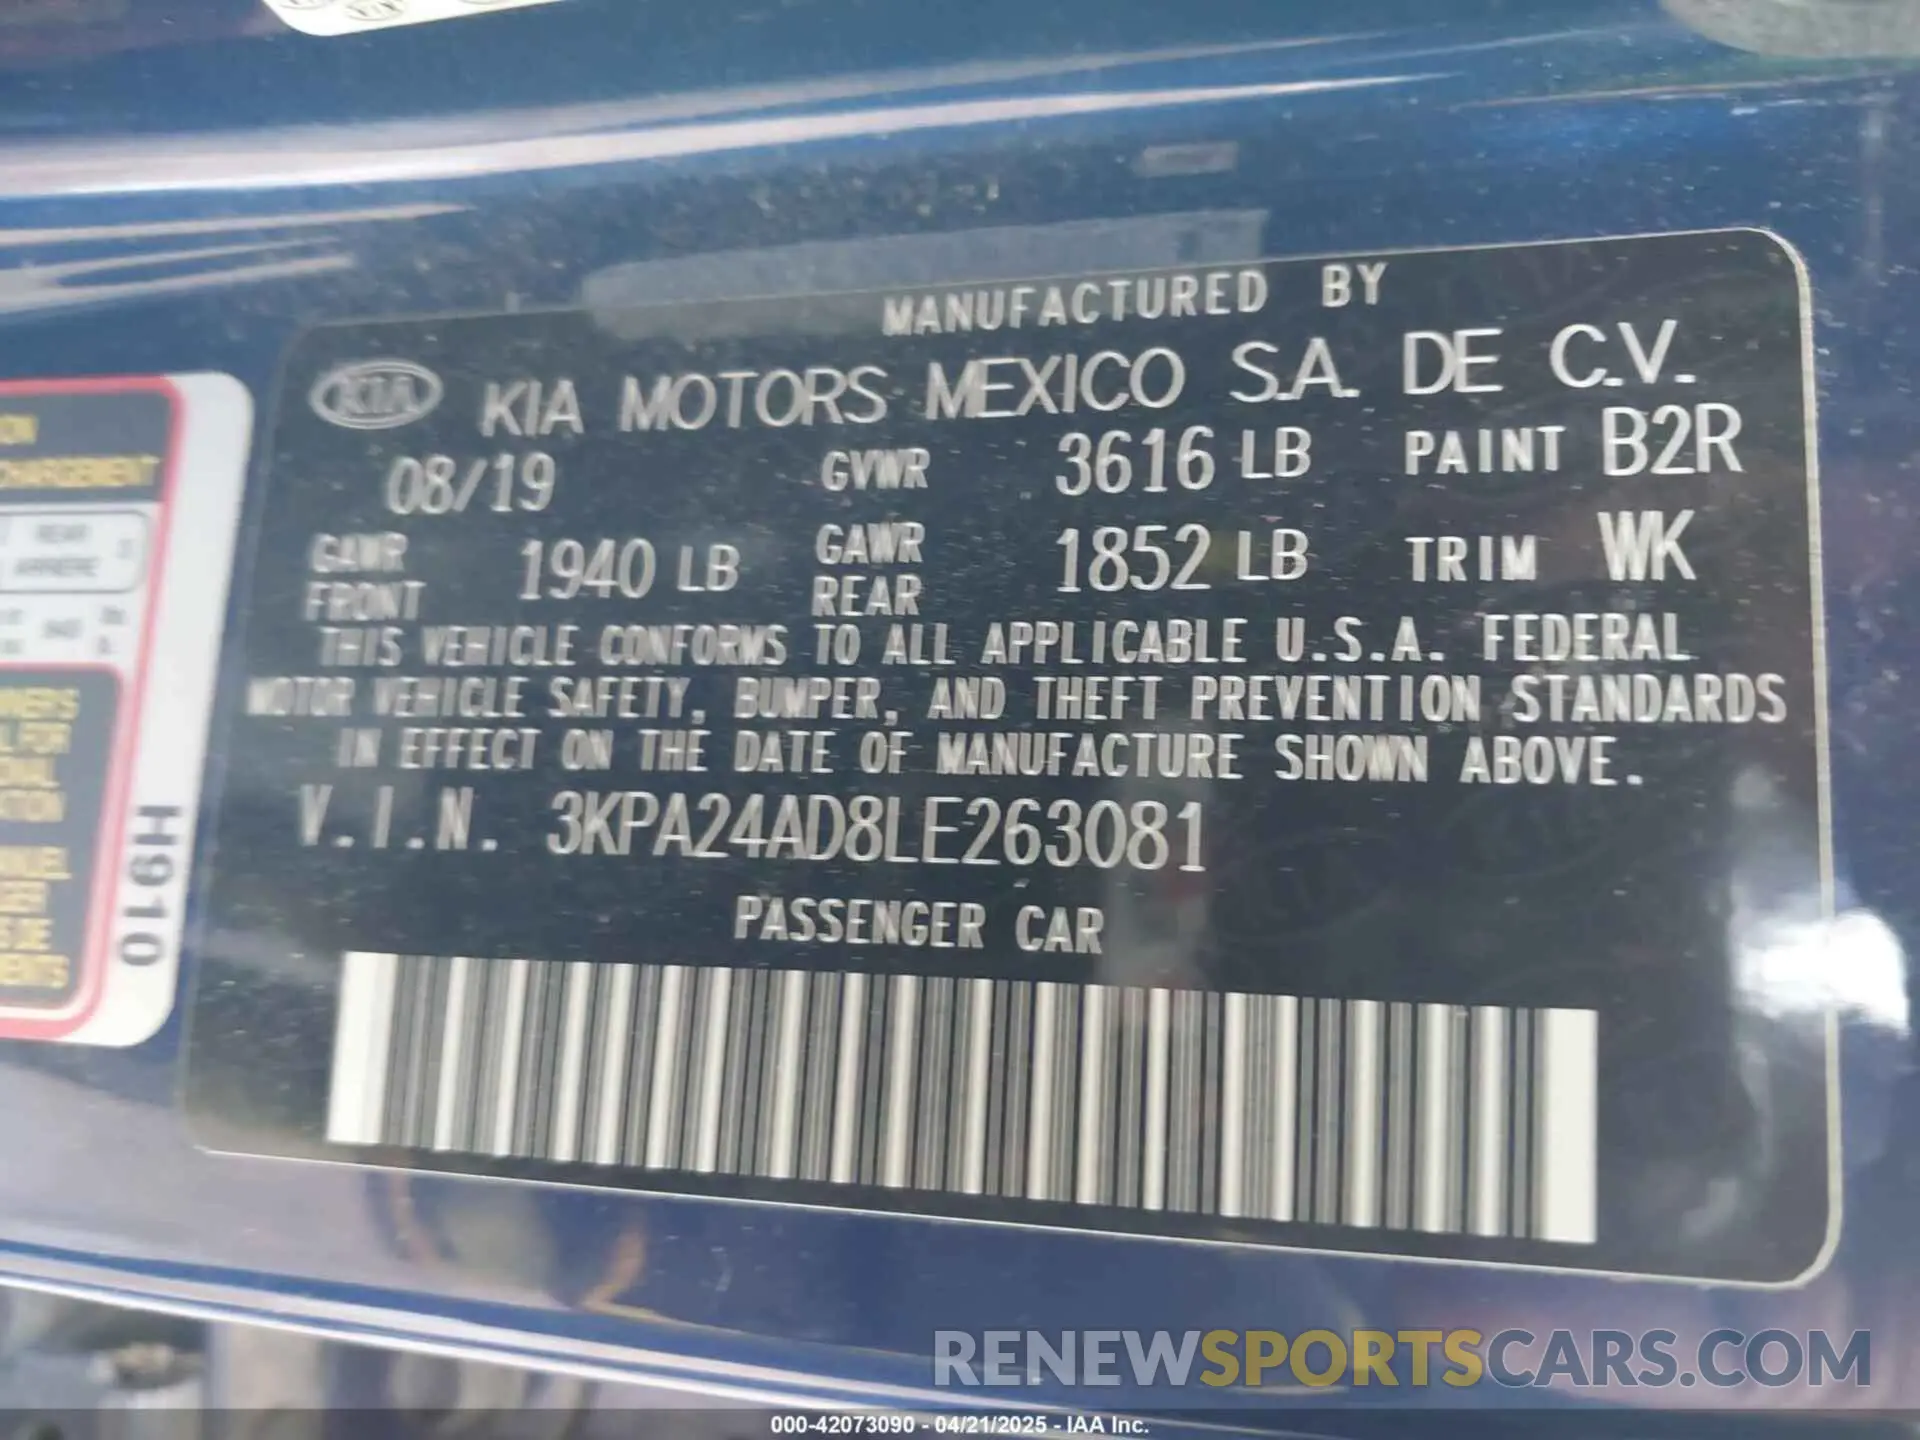 MANUFACTURED BY
KIA KIA MOTORS MEXICO S.A. DE C.V.
08/19 GVWR 3616 LB PAINT B2R
GAWR FRONT 1940 LB GAWR REAR 1852 LB TRIM WK
THIS VEHICLE CONFORMS TO ALL APPLICABLE U.S.A. FEDERAL
MOTOR VEHICLE SAFETY, BUMPER, AND THEFT PREVENTION STANDARDS
IN EFFECT ON THE DATE OF MANUFACTURE SHOWN ABOVE.
V.I.N. 3KPA24AD8LE263081
PASSENGER CAR
REAR
ARRIERE
H910
RENEWSPORTSCARS.COM
000-42073090 - 04/21/2025 - IAA Inc.